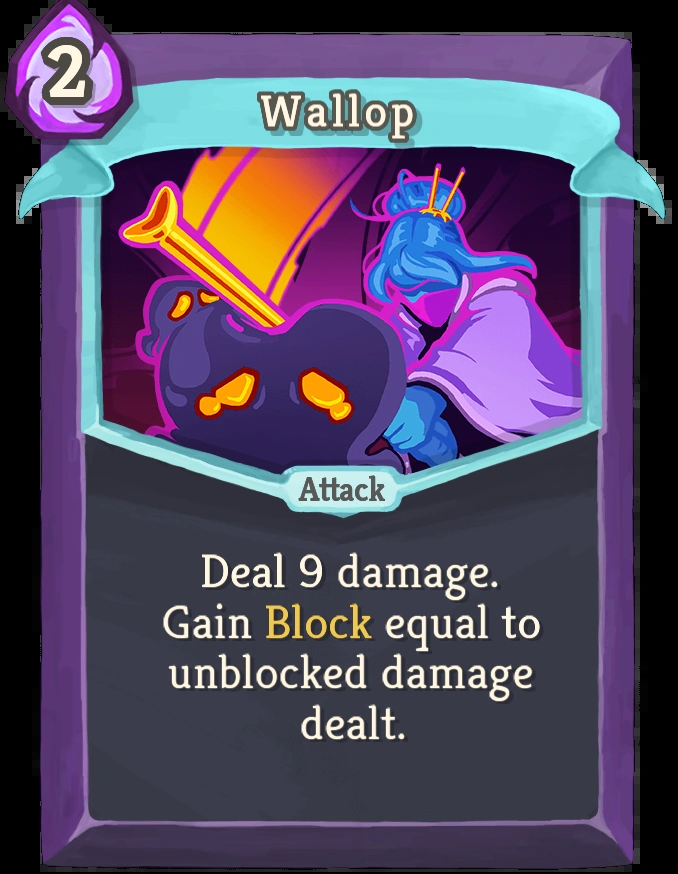 2
Wallop
Attack
Deal 9 damage.
Gain Block equal to
unblocked damage
dealt.